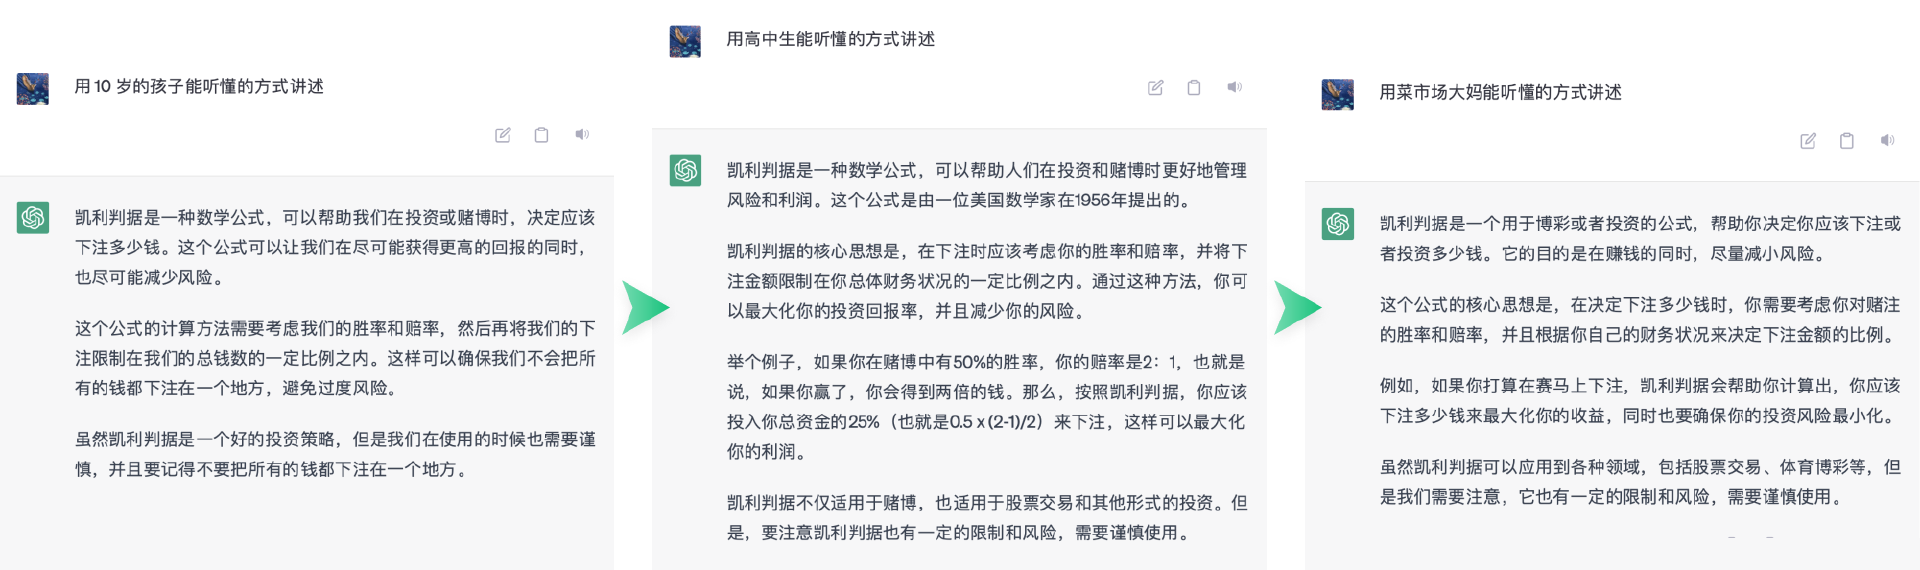 用 10 岁的孩子能听懂的方式讲述
凯利判据是一种数学公式，可以帮助我们在投资或赌博时，决定应该
下注多少钱。这个公式可以让我们在尽可能获得更高的回报的同时，
也尽可能减少风险。
这个公式的计算方法需要考虑我们的胜率和赔率，然后再将我们的下
注限制在我们的总钱数的一定比例之内。这样可以确保我们不会把所
有的钱都下注在一个地方，避免过度风险。
虽然凯利判据是一个好的投资策略，但是我们在使用的时候也需要谨
慎，并且要记得不要把所有的钱都下注在一个地方。
用高中生能听懂的方式讲述
凯利判据是一种数学公式，可以帮助人们在投资和赌博时更好地管理
风险和利润。这个公式是由一位美国数学家在1956年提出的。
凯利判据的核心思想是，在下注时应该考虑你的胜率和赔率，并将下
注金额限制在你总体财务状况的一定比例之内。通过这种方法，你可
以最大化你的投资回报率，并且减少你的风险。
举个例子，如果你在赌博中有50%的胜率，你的赔率是2：1，也就是
说，如果你赢了，你会得到两倍的钱。那么，按照凯利判据，你应该
投入你总资金的25%（也就是0.5 x (2-1)/2）来下注，这样可以最大化
你的利润。
凯利判据不仅适用于赌博，也适用于股票交易和其他形式的投资。但
是，要注意凯利判据也有一定的限制和风险，需要谨慎使用。
用菜市场大妈能听懂的方式讲述
凯利判据是一个用于博彩或者投资的公式，帮助你决定你应该下注或
者投资多少钱。它的目的是在赚钱的同时，尽量减小风险。
这个公式的核心思想是，在决定下注多少钱时，你需要考虑你对赌注
的胜率和赔率，并且根据你自己的财务状况来决定下注金额的比例。
例如，如果你打算在赛马上下注，凯利判据会帮助你计算出，你应该
下注多少钱来最大化你的收益，同时也要确保你的投资风险最小化。
虽然凯利判据可以应用到各种领域，包括股票交易、体育博彩等，但
是我们需要注意，它也有一定的限制和风险，需要谨慎使用。